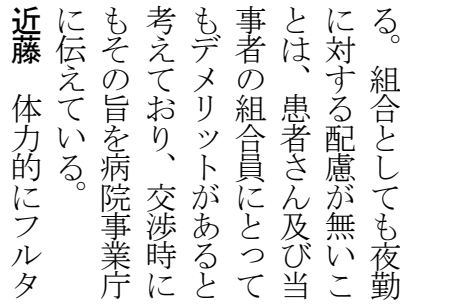 る。組合としても夜勤
に対する配慮が無いこ
とは、患者さん及び当
事者の組合員にとって
もデメリットがあると
考えており、交渉時に
もその旨を病院事業庁
に伝えている。
近藤　体力的にフルタ